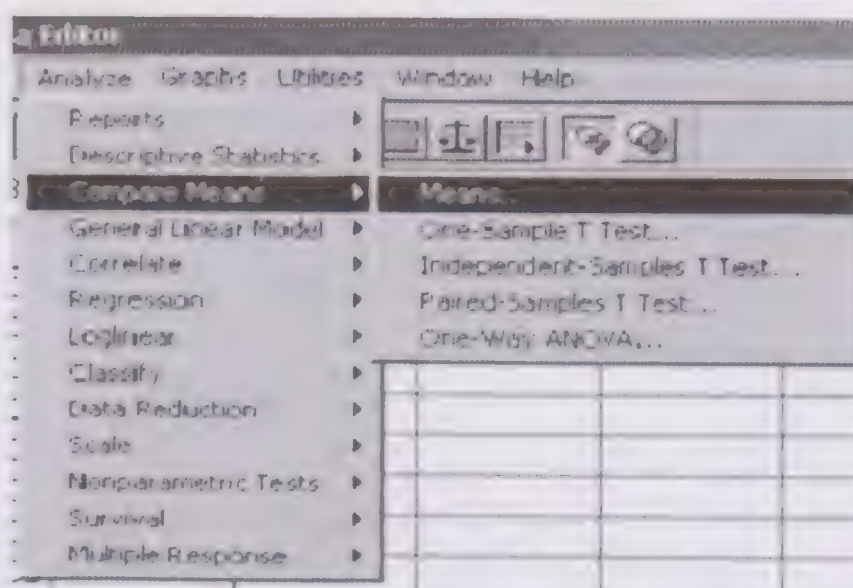 a Editor
Analyze Graphs Utilities Window Help
Reports
Descriptive Statistics
Compare Means
General Linear Model
Correlate
Regression
Loglinear
Classify
Data Reduction
Scale
Nonparametric Tests
Survival
Multiple Response
Means...
One-Sample T Test...
Independent-Samples T Test...
Paired-Samples T Test...
One-Way ANOVA...